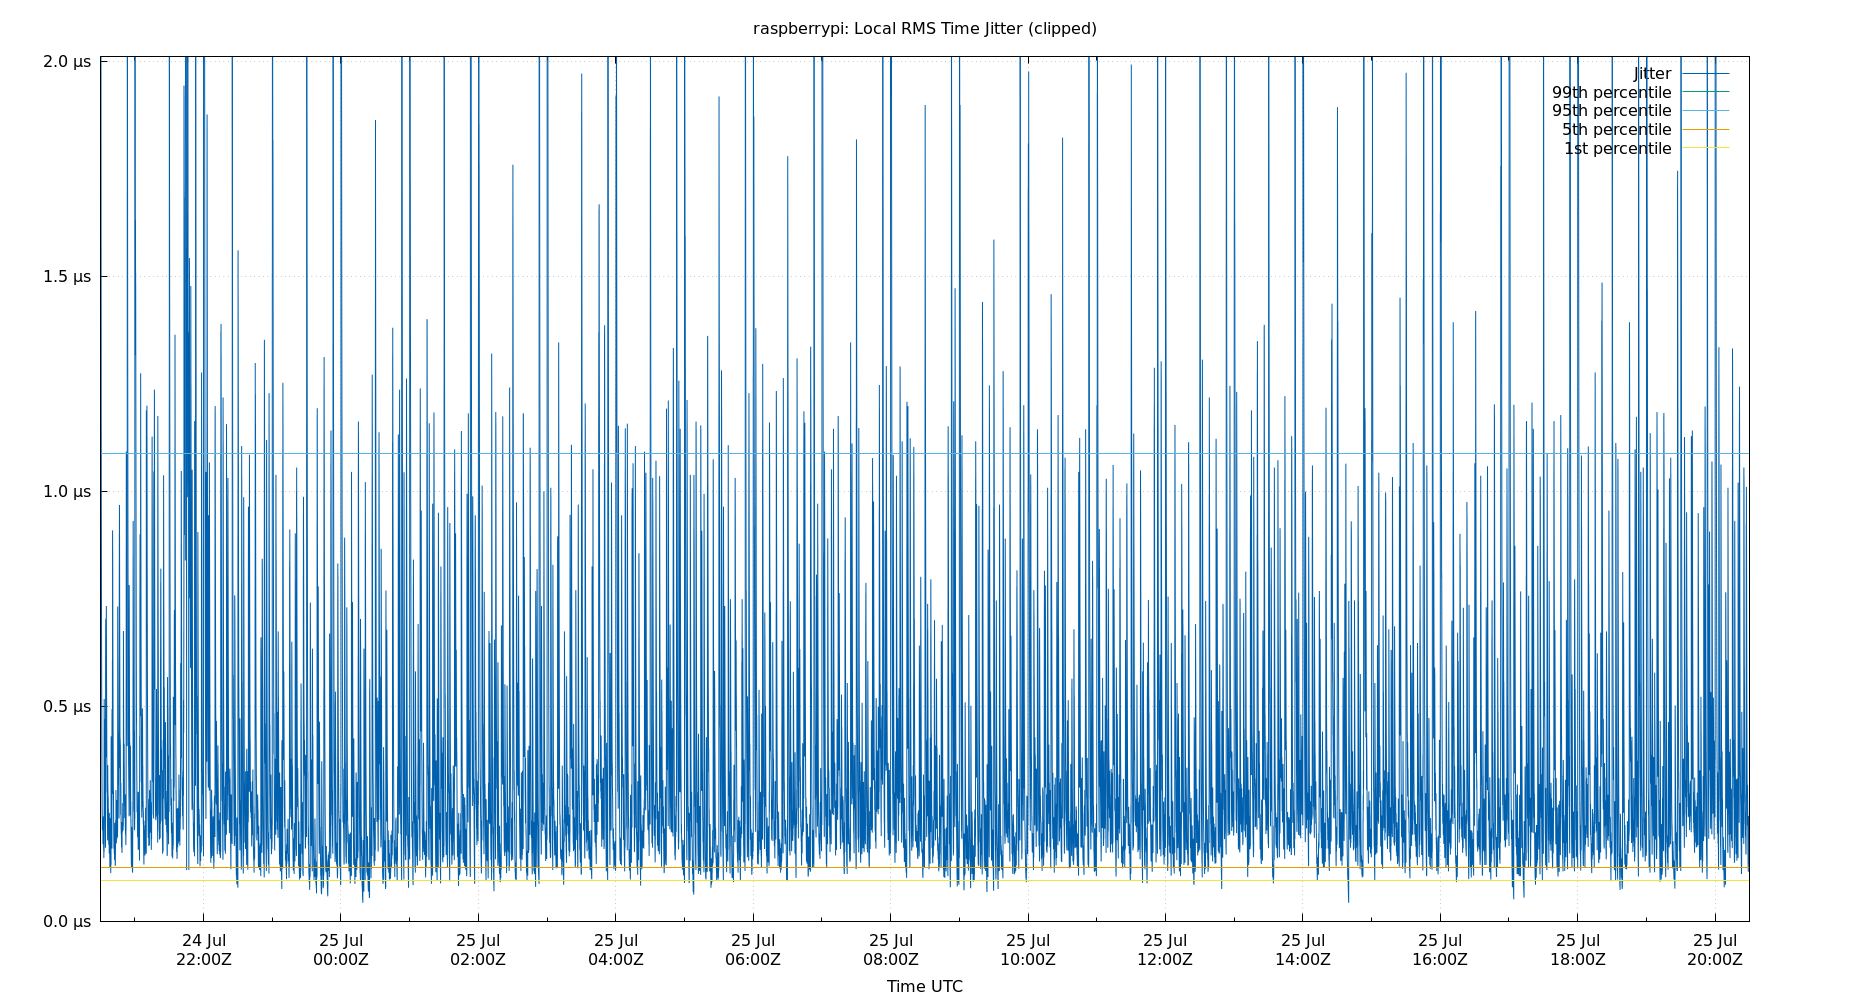 raspberrypi: Local RMS Time Jitter (clipped)
2.0 µs
1.5 µs
1.0 µs
0.5 µs
0.0 µs
Jitter
99th percentile
95th percentile
5th percentile
1st percentile
24 Jul 25 Jul 25 Jul 25 Jul 25 Jul 25 Jul 25 Jul 25 Jul 25 Jul 25 Jul 25 Jul 25 Jul
22:00Z 00:00Z 02:00Z 04:00Z 06:00Z 08:00Z 10:00Z 12:00Z 14:00Z 16:00Z 18:00Z 20:00Z
Time UTC